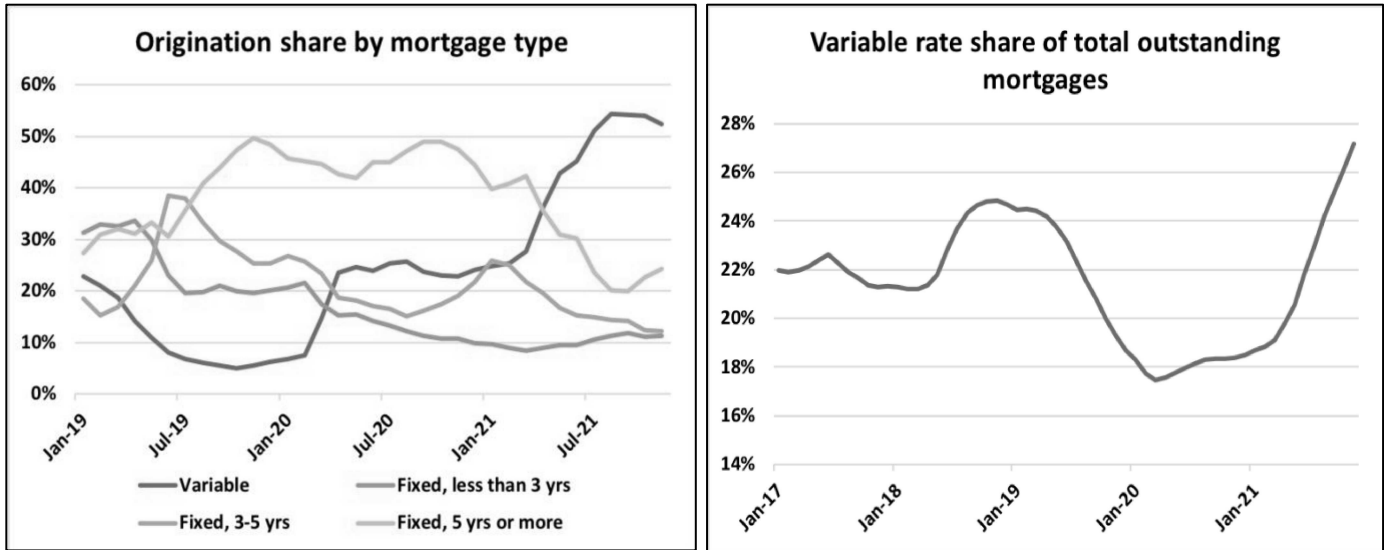 Origination share by mortgage type
60%
50%
40%
30%
20%
10%
0%
Jan-19
Jul-19
Jan-20
Jul-20
Jan-21
Jul-21
Variable
Fixed, less than 3 yrs
Fixed, 3-5 yrs
Fixed, 5 yrs or more
Variable rate share of total outstanding
mortgages
28%
26%
24%
22%
20%
18%
16%
14%
Jan-17
Jan-18
Jan-19
Jan-20
Jan-21